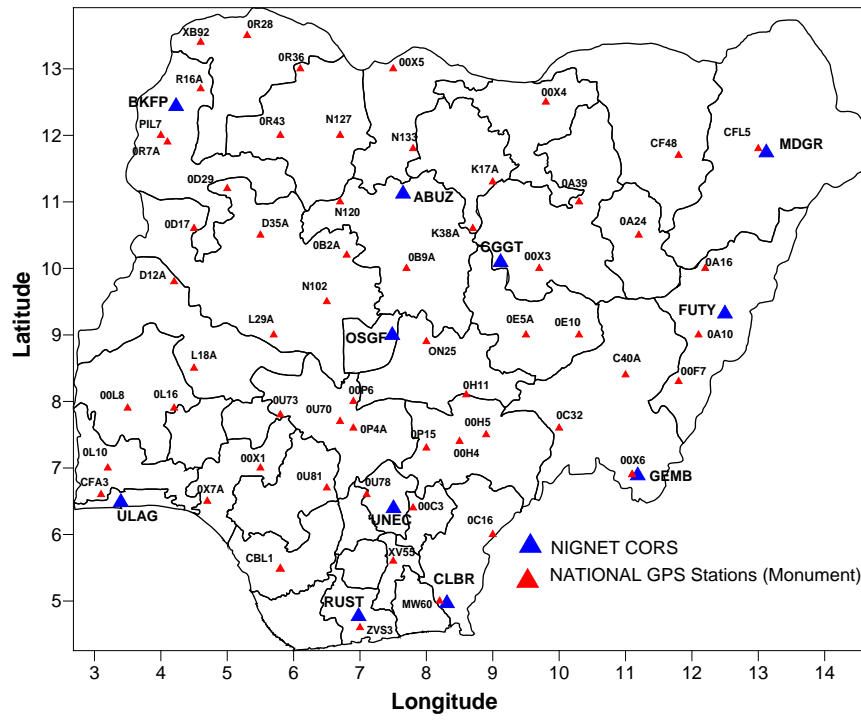 XB92
0R28
0R36
00X5
R16A
BKFP
00X4
PIL7
0R7A
0R43
N127
N133
CF48
CFL5
MDGR
0D29
K17A
0A39
ABUZ
N120
0D17
D35A
K38A
CGGT
0A24
0B2A
0B9A
00X3
0A16
D12A
N102
FUTY
L29A
OSGF
ON25
0E5A
0E10
0A10
L18A
C40A
00F7
00L8
0L16
00P6
0H11
0U73
0U70
0P4A
0P15
00H5
00H4
0C32
0L10
CFA3
00X1
0X7A
0U81
0U78
00X6
GEMB
ULAG
UNEC
00C3
0C16
CBL1
XV55
CLBR
RUST
MW60
ZVS3
NIGNET CORS
NATIONAL GPS Stations (Monument)
13
12
11
10
9
8
7
6
5
Latitude
3 4 5 6 7 8 9 10 11 12 13 14
Longitude